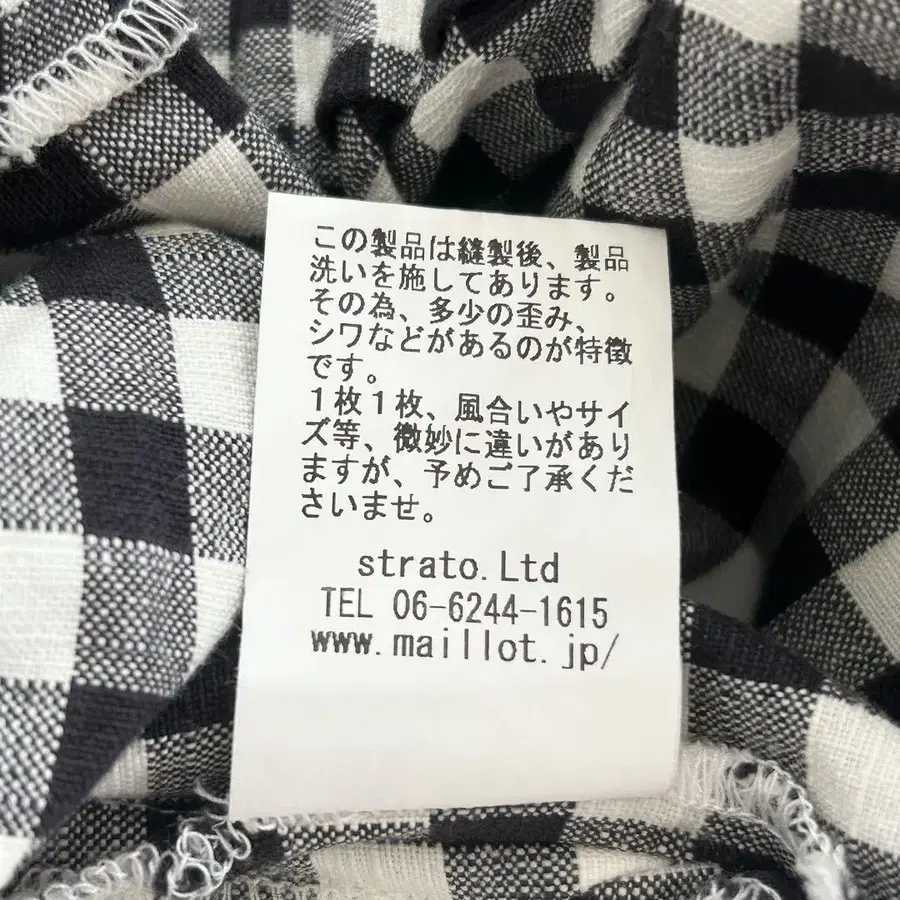 この製品は縫製後、製品
洗いを施してあります。
その為、多少の歪み、
シワなどがあるのが特徴
です。
１枚１枚、風合いやサイ
ズ等、微妙に違いがあり
ますが、予めご了承くだ
さいませ。
strato.Ltd
TEL 06-6244-1615
www.maillot.jp/